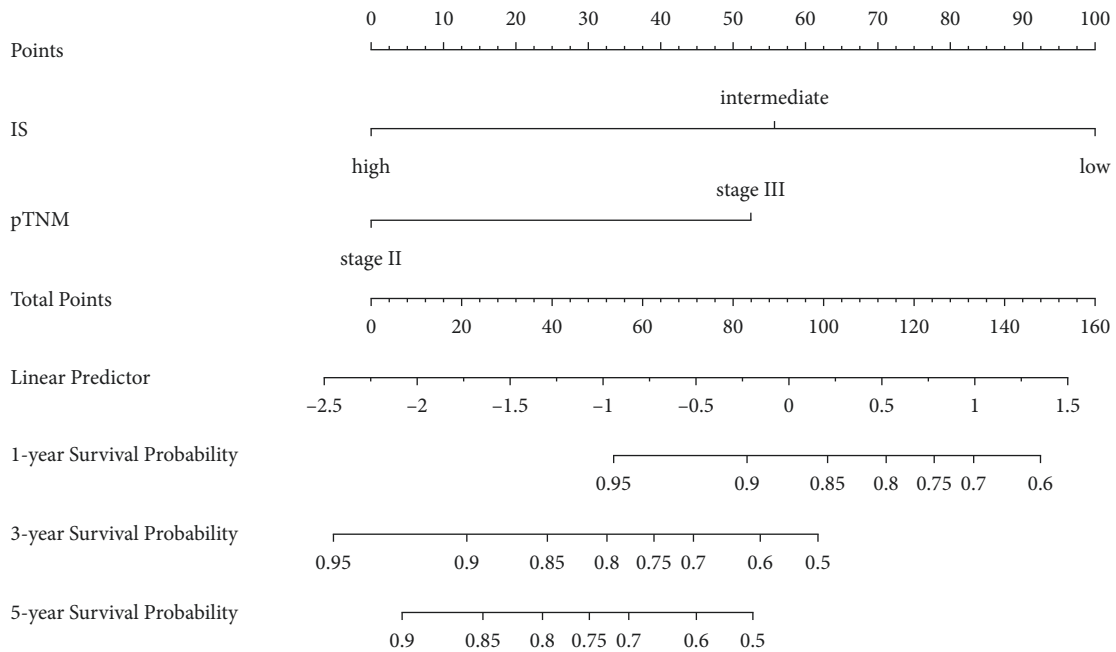 0 10 20 30 40 50 60 70 80 90 100
Points
intermediate
IS
high low
stage III
pTNM
stage II
Total Points
0 20 40 60 80 100 120 140 160
Linear Predictor
–2.5 –2 –1.5 –1 –0.5 0 0.5 1 1.5
1-year Survival Probability
0.95 0.9 0.85 0.8 0.75 0.7 0.6
3-year Survival Probability
0.95 0.9 0.85 0.8 0.75 0.7 0.6 0.5
5-year Survival Probability
0.9 0.85 0.8 0.75 0.7 0.6 0.5